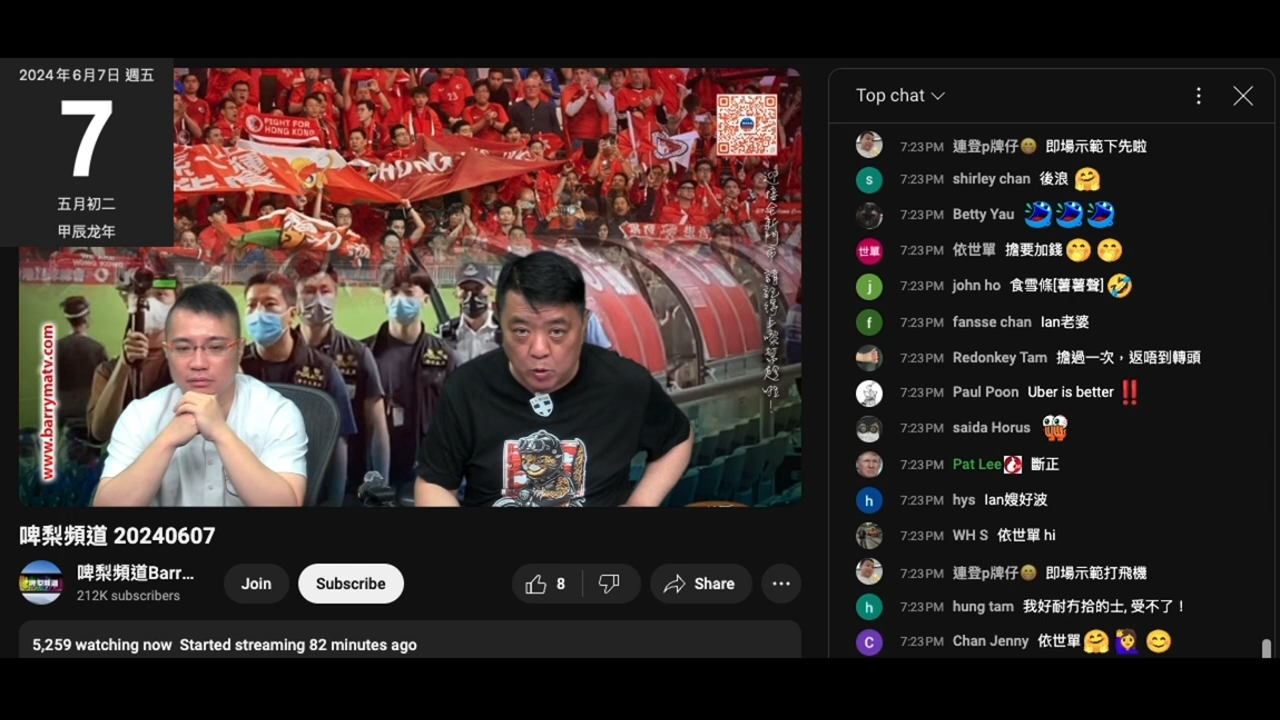 2024年6月7日 週五
7
五月初二
甲辰龙年
FIGHT FOR
HONG KONG
HONG
www.barrymatv.com
啤梨頻道 20240607
啤梨頻道Barr...
212K subscribers
Join
Subscribe
8
Share
5,259 watching now Started streaming 82 minutes ago
Top chat
7:23PM 連登p牌仔😁 即場示範下先啦
7:23PM shirley chan 後浪 🤗
7:23PM Betty Yau
7:23PM 依世單 擔要加錢🤭🤭
7:23PM john ho 食雪條[薯薯聲]🤣
7:23PM fansse chan Ian老婆
7:23PM Redonkey Tam 擔過一次，返唔到轉頭
7:23PM Paul Poon Uber is better ‼️
7:23PM saida Horus
7:23PM Pat Lee 斷正
7:23PM hys Ian嫂好波
7:23PM WH S 依世單 hi
7:23PM 連登p牌仔😁 即場示範打飛機
7:23PM hung tam 我好耐冇拾的士, 受不了！
7:23PM Chan Jenny 依世單🤗🙋‍♀️😊